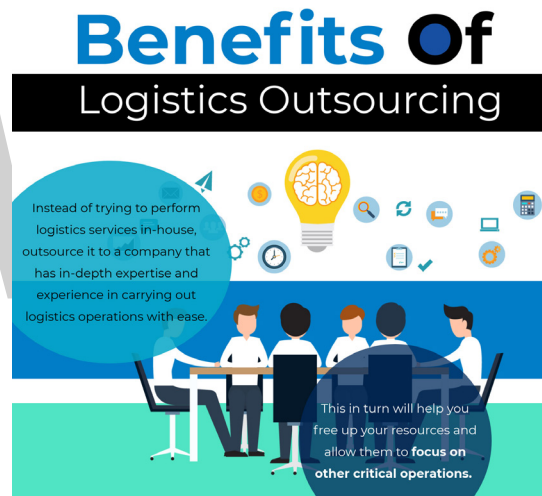 Benefits Of
Logistics Outsourcing
Instead of trying to perform
logistics services in-house,
outsource it to a company that
has in-depth expertise and
experience in carrying out
logistics operations with ease.
This in turn will help you
free up your resources and
allow them to focus on
other critical operations.